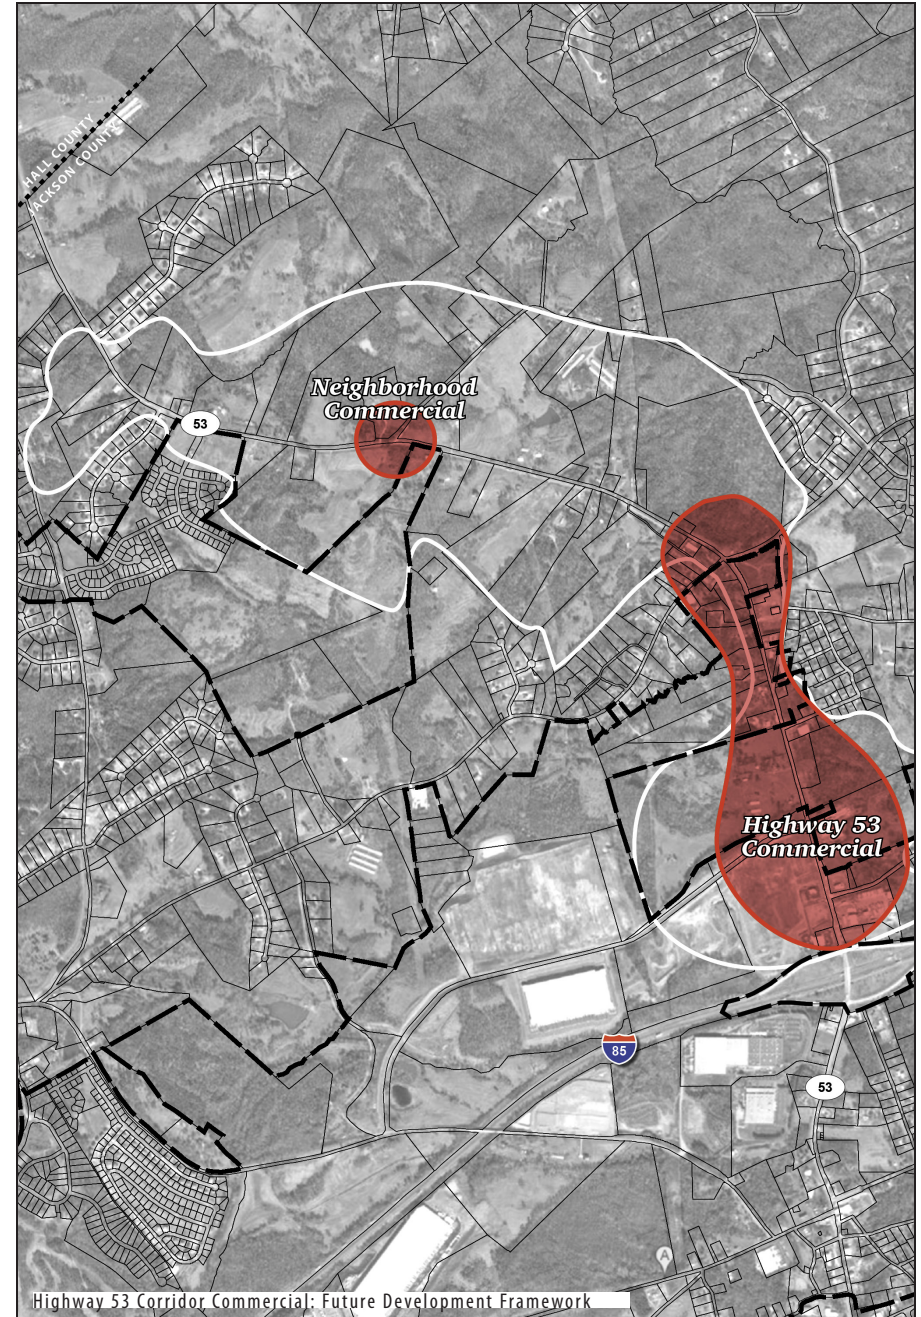 HALL COUNTY
JACKSON COUNTY
Neighborhood
Commercial
53
Highway 53
Commercial
85
53
A
Highway 53 Corridor Commercial: Future Development Framework